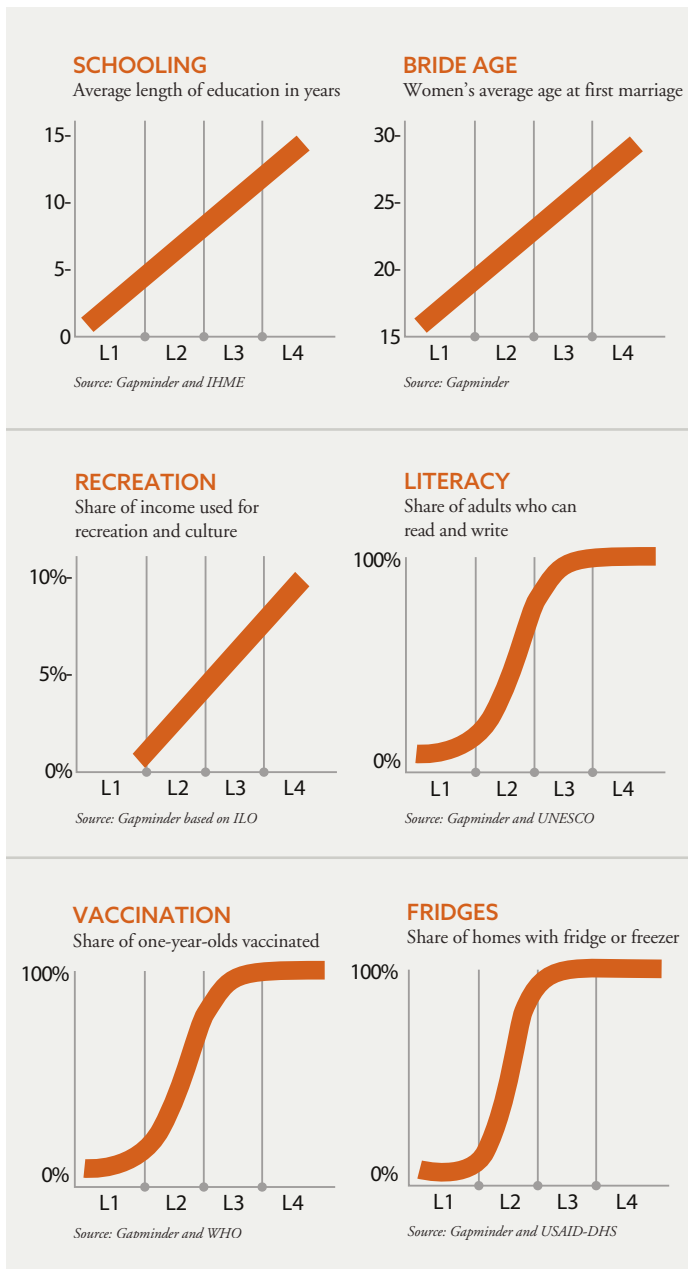 SCHOOLING
Average length of education in years
15-
10-
5-
0
L1 L2 L3 L4
Source: Gapminder and IHME
BRIDE AGE
Women's average age at first marriage
30-
25-
20-
15
L1 L2 L3 L4
Source: Gapminder
RECREATION
Share of income used for
recreation and culture
10%-
5%-
0%
L1 L2 L3 L4
Source: Gapminder based on ILO
LITERACY
Share of adults who can
read and write
100%
0%
L1 L2 L3 L4
Source: Gapminder and UNESCO
VACCINATION
Share of one-year-olds vaccinated
100%
0%
L1 L2 L3 L4
Source: Gapminder and WHO
FRIDGES
Share of homes with fridge or freezer
100%
0%
L1 L2 L3 L4
Source: Gapminder and USAID-DHS